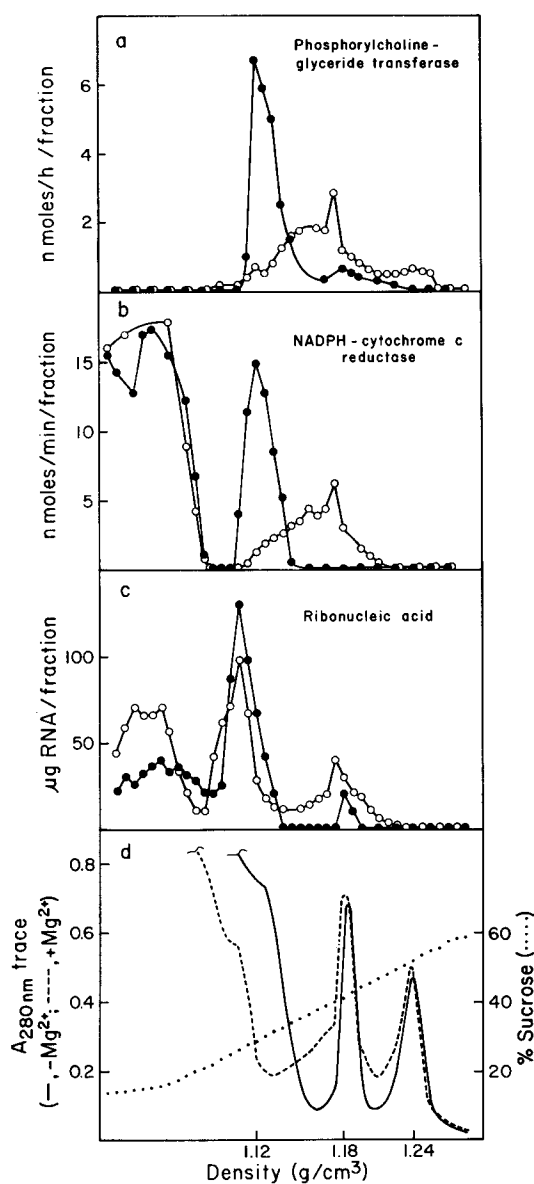 a
Phosphorylcholine-
glyceride transferase
n moles/h/fraction
6
4
2
b
NADPH-cytochrome c
reductase
n moles/min/fraction
15
10
5
c
Ribonucleic acid
µg RNA/fraction
100
50
d
A280nm trace
(—, -Mg2+; ----, +Mg2+)
0.8
0.6
0.4
0.2
60
40
20
% Sucrose (.....)
1.12
1.18
1.24
Density (g/cm3)